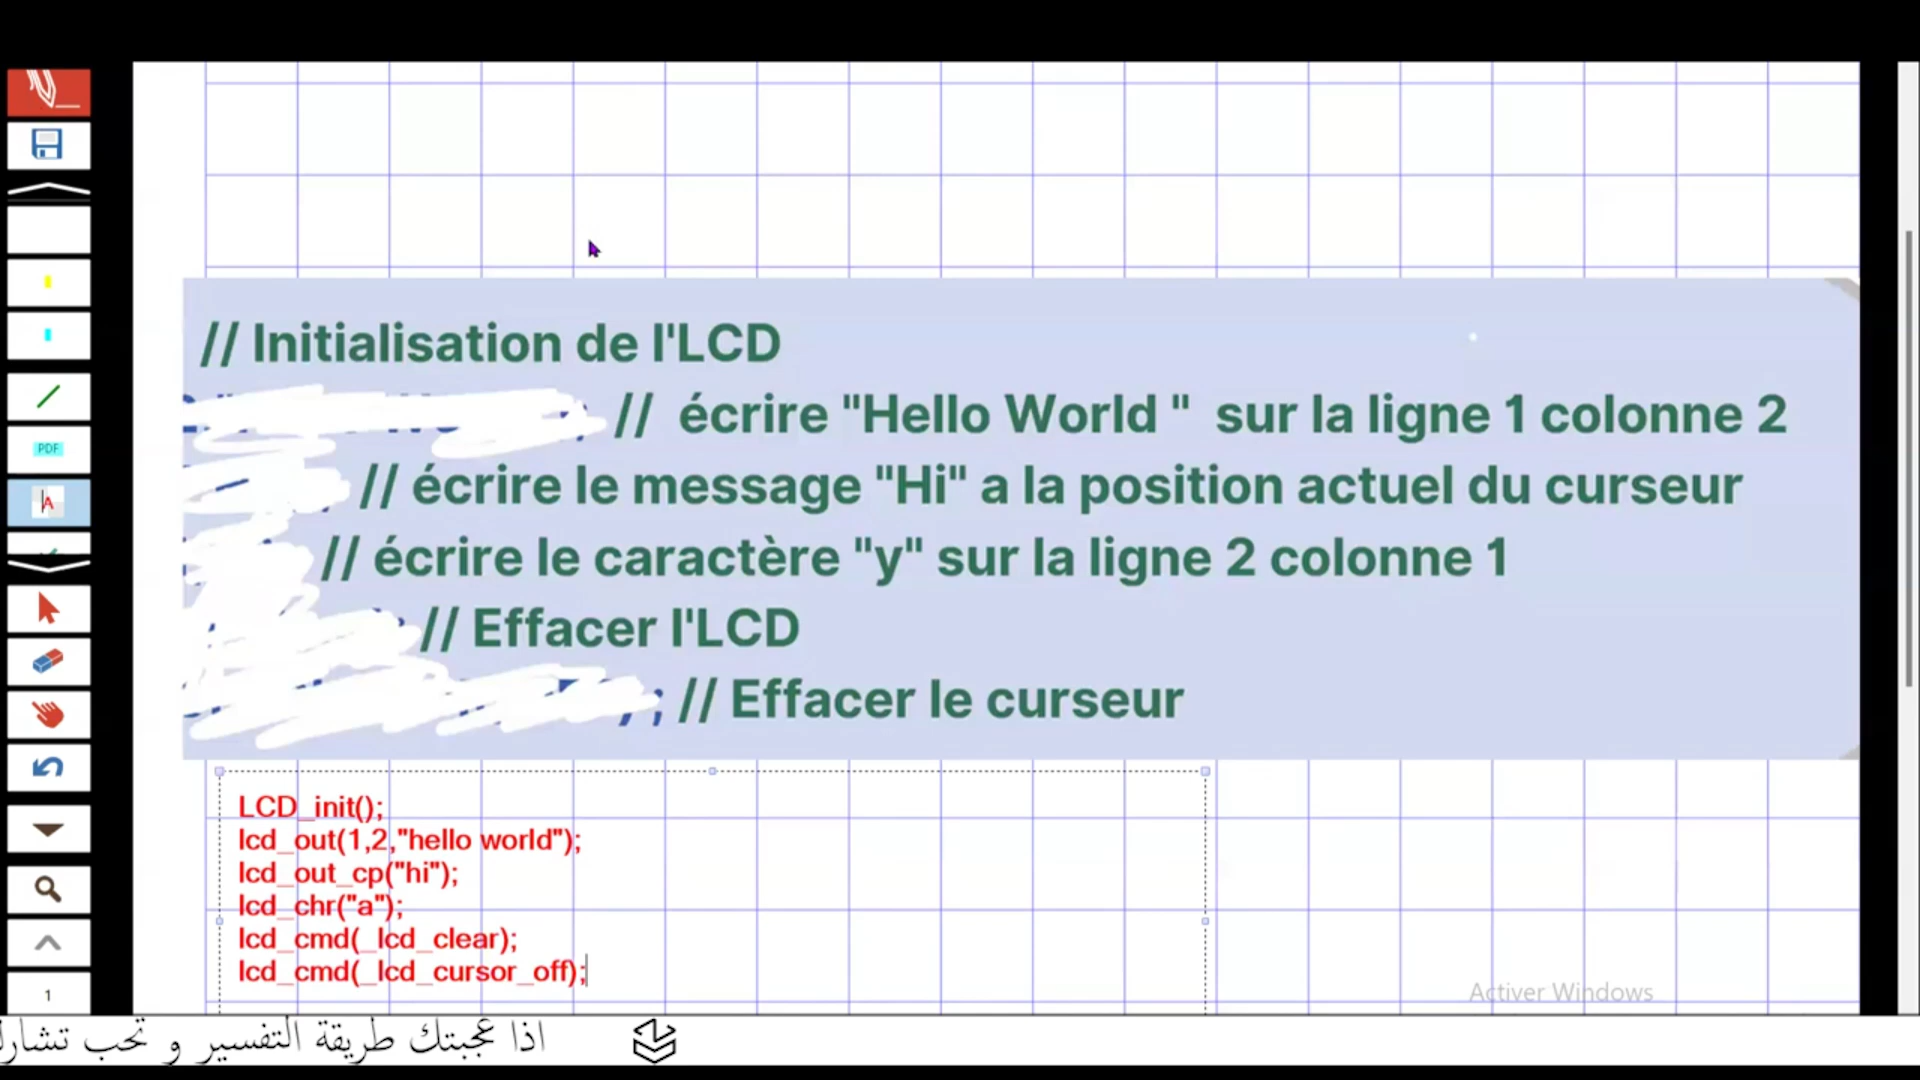 // Initialisation de l'LCD
// écrire "Hello World " sur la ligne 1 colonne 2
// écrire le message "Hi" a la position actuel du curseur
// écrire le caractère "y" sur la ligne 2 colonne 1
// Effacer l'LCD
; // Effacer le curseur
LCD_init();
lcd_out(1,2,"hello world");
lcd_out_cp("hi");
lcd_chr("a");
lcd_cmd(_lcd_clear);
lcd_cmd(_lcd_cursor_off);
PDF
A
1
Activer Windows
اذا عجبتك طريقة التفسير و تحب تشارك